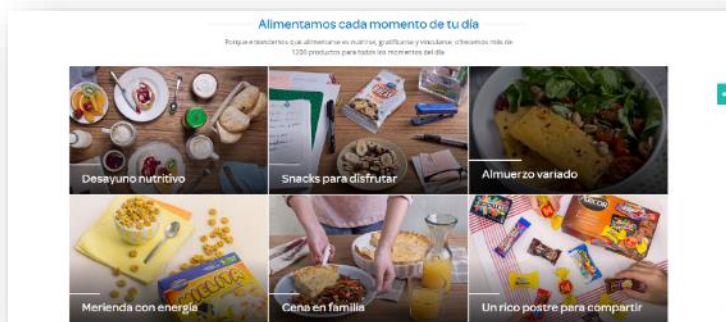 Alimentamos cada momento de tu día
Porque entendemos que alimentarse es nutrirse, gratificarse y vincularse, ofrecemos más de
1200 productos para todos los momentos del día
Desayuno nutritivo
Snacks para disfrutar
Almuerzo variado
Merienda con energía
Cena en familia
Un rico postre para compartir
ARCOR